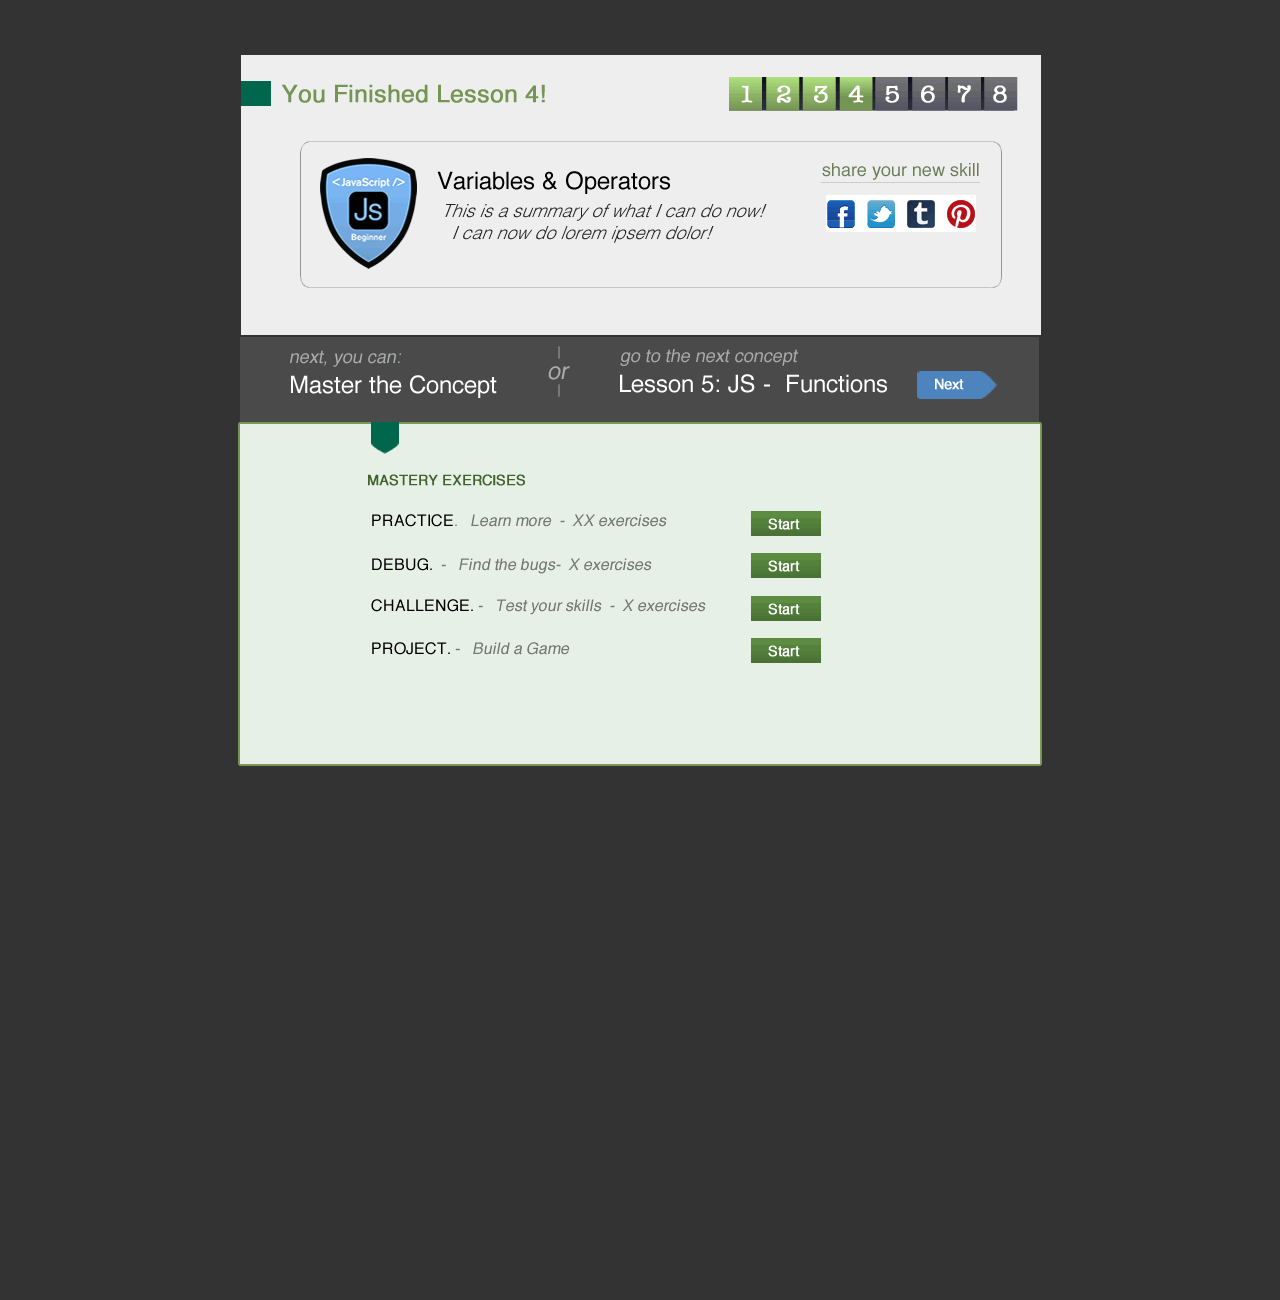 You Finished Lesson 4!
1 2 3 4 5 6 7 8
<JavaScript />
JS
Beginner
Variables & Operators
This is a summary of what I can do now!
I can now do lorem ipsem dolor!
share your new skill
f t
next, you can:
Master the Concept
or
go to the next concept
Lesson 5: JS - Functions
Next
MASTERY EXERCISES
PRACTICE. Learn more - XX exercises
Start
DEBUG. - Find the bugs- X exercises
Start
CHALLENGE. - Test your skills - X exercises
Start
PROJECT. - Build a Game
Start